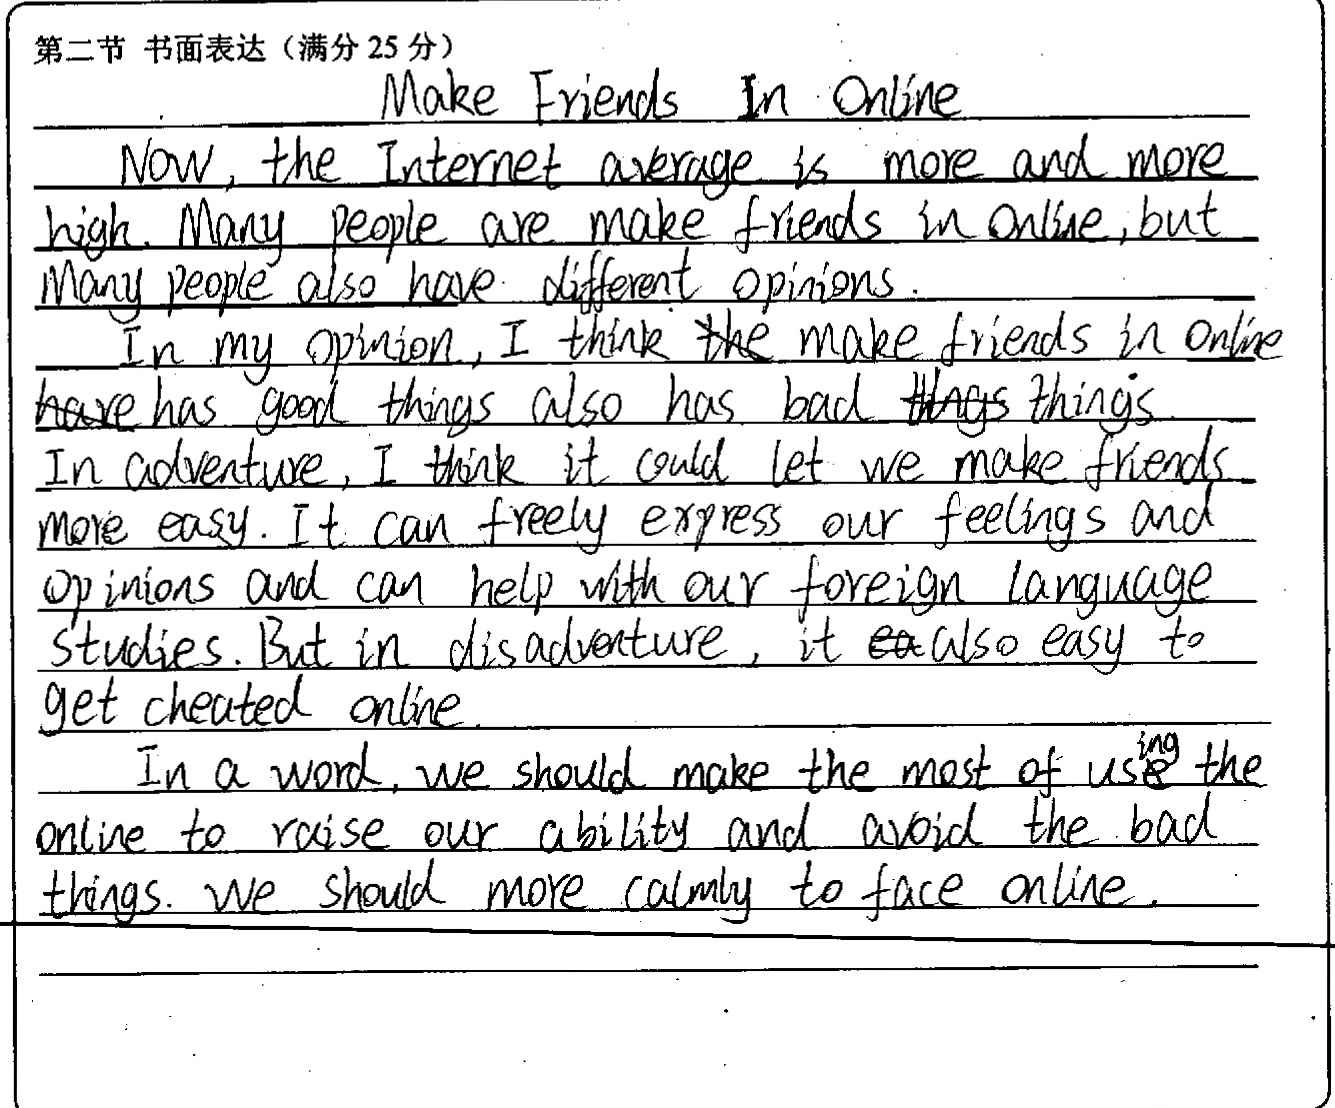 第二节 书面表达（满分 25 分）
Make Friends In Online
Now, the Internet average is more and more
high. Many people are make friends in Online, but
Many people also have different opinions.
In my opinion, I think the make friends in Online
have has good things also has bad things things.
In adventure, I think it could let we make friends
more easy. It can freely express our feelings and
opinions and can help with our foreign language
studies. But in disadventure, it ea also easy to
get cheated online.
In a word, we should make the most of using the
online to raise our ability and avoid the bad
things. We should more calmly to face online.